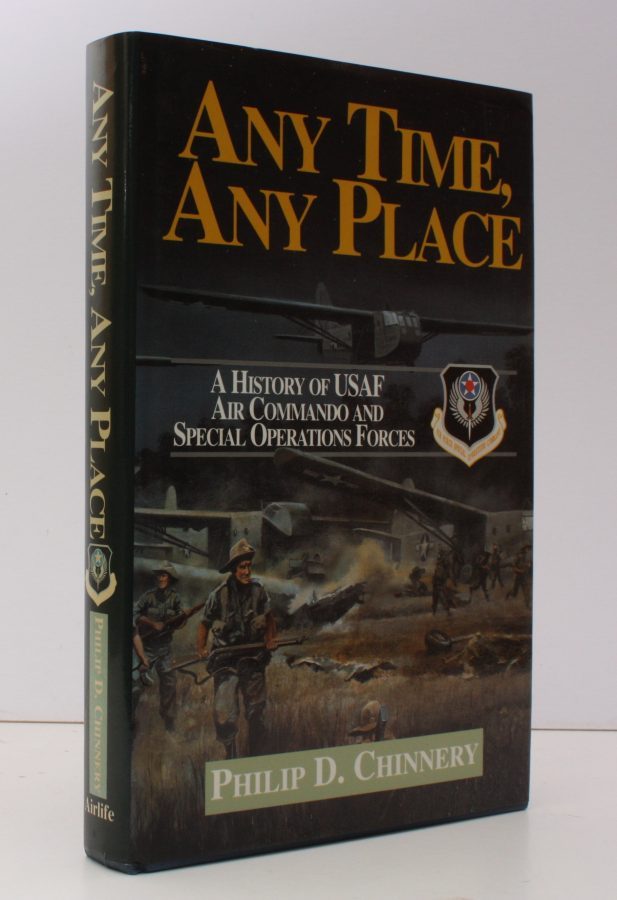 ANY TIME,
ANY PLACE
A HISTORY OF USAF
AIR COMMANDO AND
SPECIAL OPERATIONS FORCES
PHILIP D. CHINNERY
ANY TIME, ANY PLACE
PHILIP D. CHINNERY
Airlife